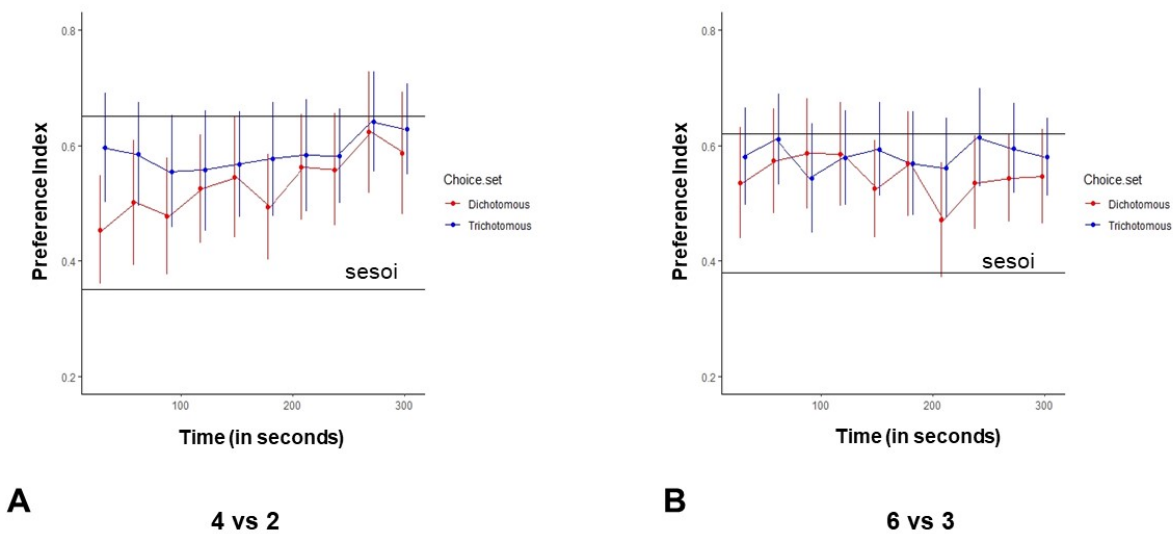 0.8
0.6
0.4
0.2
Preference Index
sesoi
100
200
300
Time (in seconds)
Choice.set
Dichotomous
Trichotomous
A
4 vs 2
0.8
0.6
0.4
0.2
Preference Index
sesoi
100
200
300
Time (in seconds)
Choice.set
Dichotomous
Trichotomous
B
6 vs 3